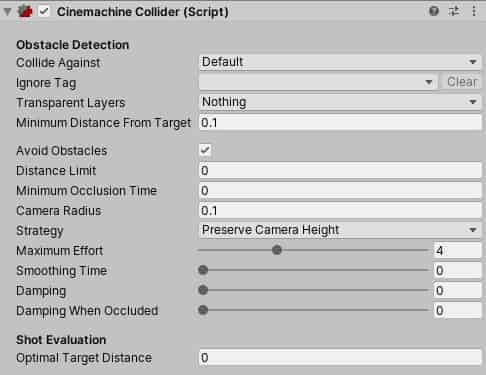 Cinemachine Collider (Script)
Obstacle Detection
Collide Against Default
Ignore Tag Clear
Transparent Layers Nothing
Minimum Distance From Target 0.1
Avoid Obstacles
Distance Limit 0
Minimum Occlusion Time 0
Camera Radius 0.1
Strategy Preserve Camera Height
Maximum Effort 4
Smoothing Time 0
Damping 0
Damping When Occluded 0
Shot Evaluation
Optimal Target Distance 0